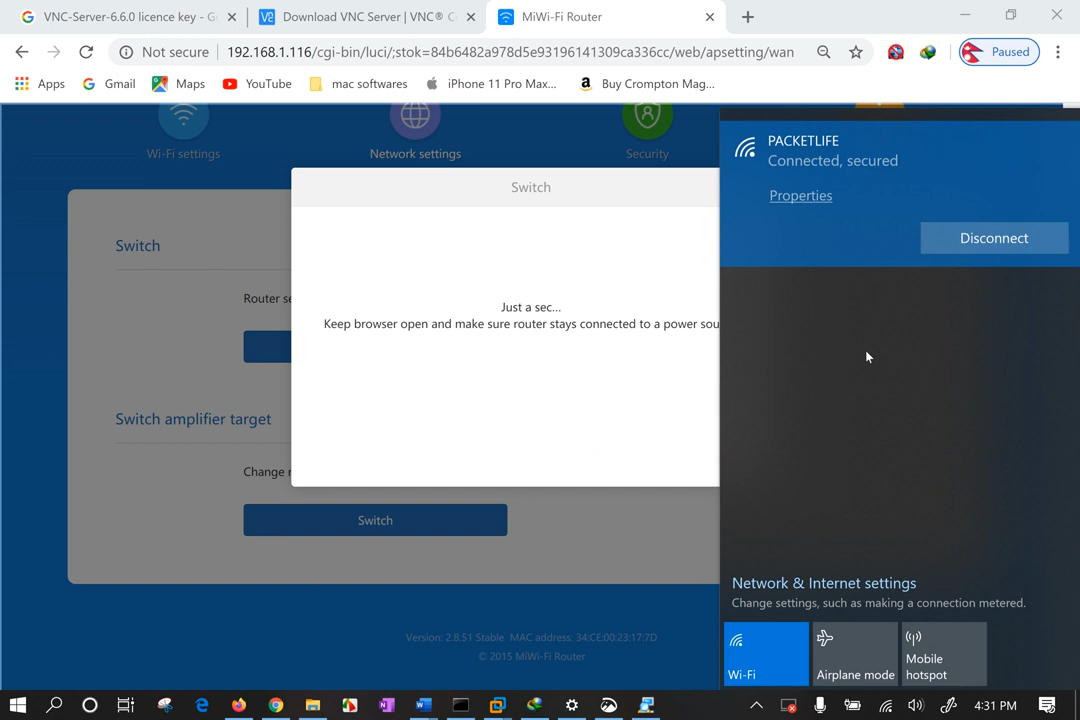 VNC-Server-6.6.0 licence key - G
Download VNC Server | VNC® C
MiWi-Fi Router
Not secure
192.168.1.116/cgi-bin/luci/;stok=84b6482a978d5e93196141309ca336cc/web/apsetting/wan
Paused
Apps
Gmail
Maps
YouTube
mac softwares
iPhone 11 Pro Max...
Buy Crompton Mag...
Wi-Fi settings
Network settings
Security
Switch
Switch
Router se
Just a sec...
Keep browser open and make sure router stays connected to a power sou
Switch amplifier target
Change r
Switch
Version: 2.8.51 Stable MAC address: 34:CE:00:23:17:7D
© 2015 MiWi-Fi Router
PACKETLIFE
Connected, secured
Properties
Disconnect
Network & Internet settings
Change settings, such as making a connection metered.
Wi-Fi
Airplane mode
Mobile
hotspot
4:31 PM